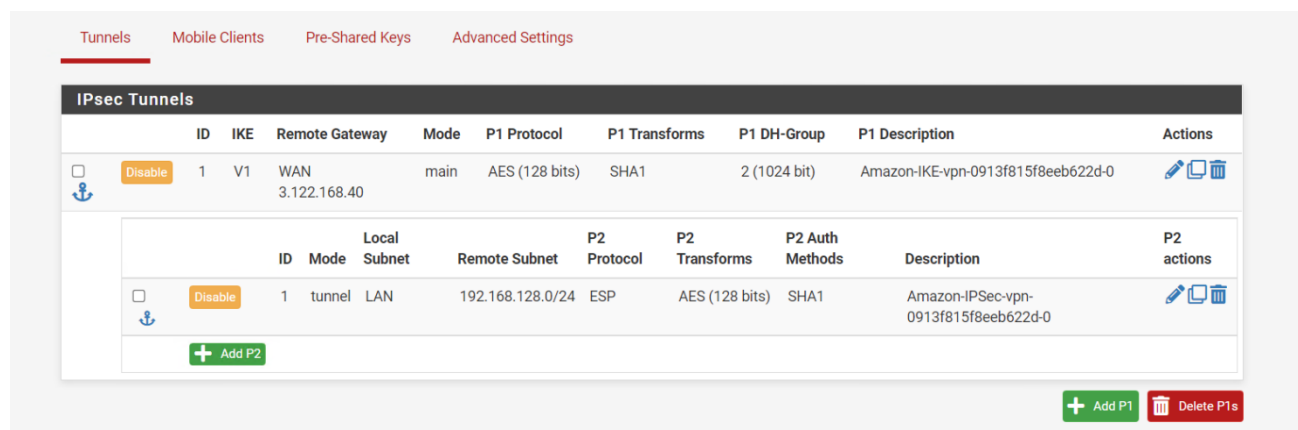 Tunnels Mobile Clients Pre-Shared Keys Advanced Settings
IPsec Tunnels
ID IKE Remote Gateway Mode P1 Protocol P1 Transforms P1 DH-Group P1 Description Actions
Disable 1 V1 WAN main AES (128 bits) SHA1 2 (1024 bit) Amazon-IKE-vpn-0913f815f8eeb622d-0
3.122.168.40
Local P2 P2 P2 Auth P2
ID Mode Subnet Remote Subnet Protocol Transforms Methods Description actions
Disable 1 tunnel LAN 192.168.128.0/24 ESP AES (128 bits) SHA1 Amazon-IPSec-vpn-
0913f815f8eeb622d-0
Add P2
Add P1 Delete P1s